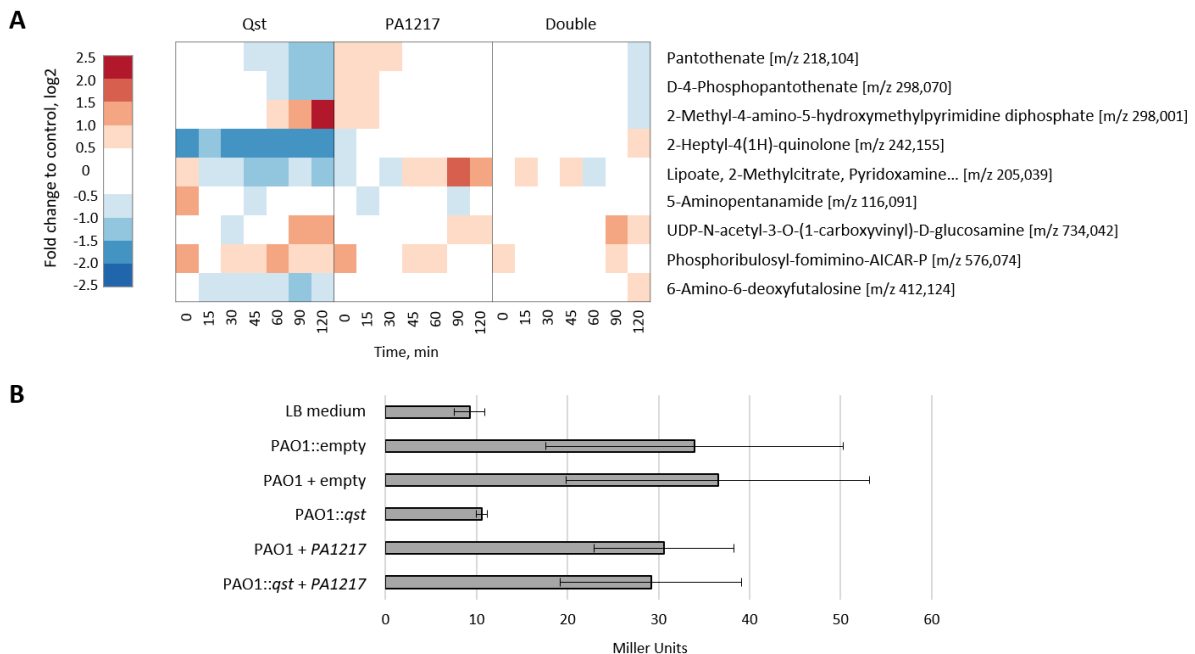 A
Qst PA1217 Double
Fold change to control, log2
2.5
2.0
1.5
1.0
0.5
0
-0.5
-1.0
-1.5
-2.0
-2.5
Pantothenate [m/z 218,104]
D-4-Phosphopantothenate [m/z 298,070]
2-Methyl-4-amino-5-hydroxymethylpyrimidine diphosphate [m/z 298,001]
2-Heptyl-4(1H)-quinolone [m/z 242,155]
Lipoate, 2-Methylcitrate, Pyridoxamine... [m/z 205,039]
5-Aminopentanamide [m/z 116,091]
UDP-N-acetyl-3-O-(1-carboxyvinyl)-D-glucosamine [m/z 734,042]
Phosphoribulosyl-fomimino-AICAR-P [m/z 576,074]
6-Amino-6-deoxyfutalosine [m/z 412,124]
0 15 30 45 60 90 120 0 15 30 45 60 90 120 0 15 30 45 60 90 120
Time, min
B
LB medium
PAO1::empty
PAO1 + empty
PAO1::qst
PAO1 + PA1217
PAO1::qst + PA1217
0 10 20 30 40 50 60
Miller Units